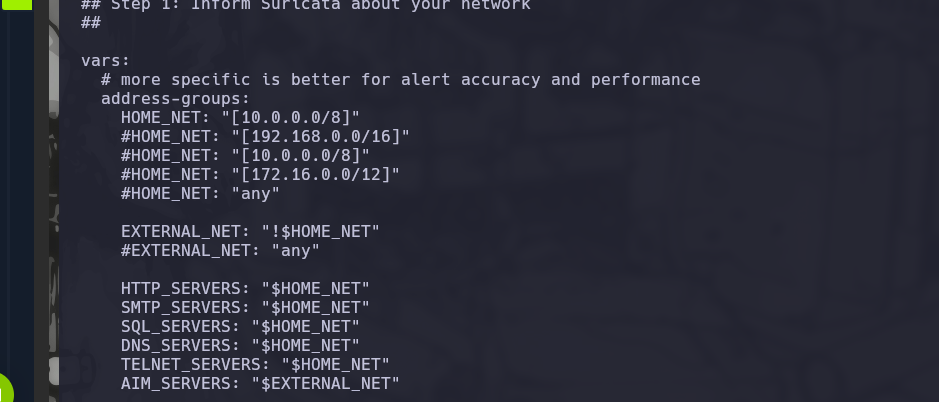 ## Step 1: Inform Suricata about your network
##
vars:
# more specific is better for alert accuracy and performance
address-groups:
HOME_NET: "[10.0.0.0/8]"
#HOME_NET: "[192.168.0.0/16]"
#HOME_NET: "[10.0.0.0/8]"
#HOME_NET: "[172.16.0.0/12]"
#HOME_NET: "any"
EXTERNAL_NET: "!$HOME_NET"
#EXTERNAL_NET: "any"
HTTP_SERVERS: "$HOME_NET"
SMTP_SERVERS: "$HOME_NET"
SQL_SERVERS: "$HOME_NET"
DNS_SERVERS: "$HOME_NET"
TELNET_SERVERS: "$HOME_NET"
AIM_SERVERS: "$EXTERNAL_NET"